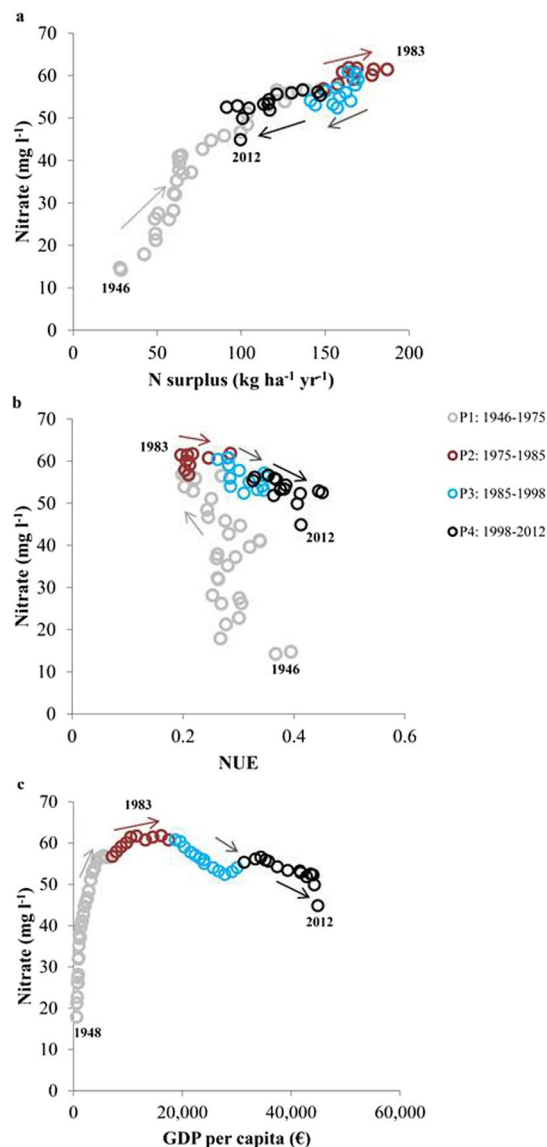 a
70
60
50
40
30
20
10
0
Nitrate (mg l⁻¹)
1983
2012
1946
0 50 100 150 200
N surplus (kg ha⁻¹ yr⁻¹)
b
70
60
50
40
30
20
10
0
Nitrate (mg l⁻¹)
1983
2012
1946
0 0.2 0.4 0.6
NUE
P1: 1946-1975
P2: 1975-1985
P3: 1985-1998
P4: 1998-2012
c
70
60
50
40
30
20
10
0
Nitrate (mg l⁻¹)
1983
2012
1948
0 20,000 40,000 60,000
GDP per capita (€)